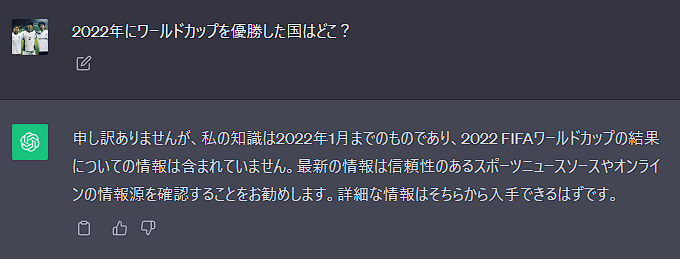 2022年にワールドカップを優勝した国はどこ？
申し訳ありませんが、私の知識は2022年1月までのものであり、2022 FIFAワールドカップの結果
についての情報は含まれていません。最新の情報は信頼性のあるスポーツニュースソースやオンライ
ンの情報源を確認することをお勧めします。詳細な情報はそちらから入手できるはずです。